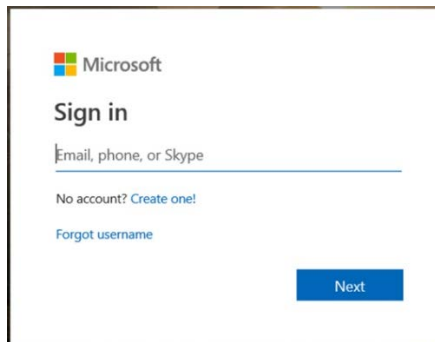 Microsoft
Sign in
Email, phone, or Skype
No account? Create one!
Forgot username
Next